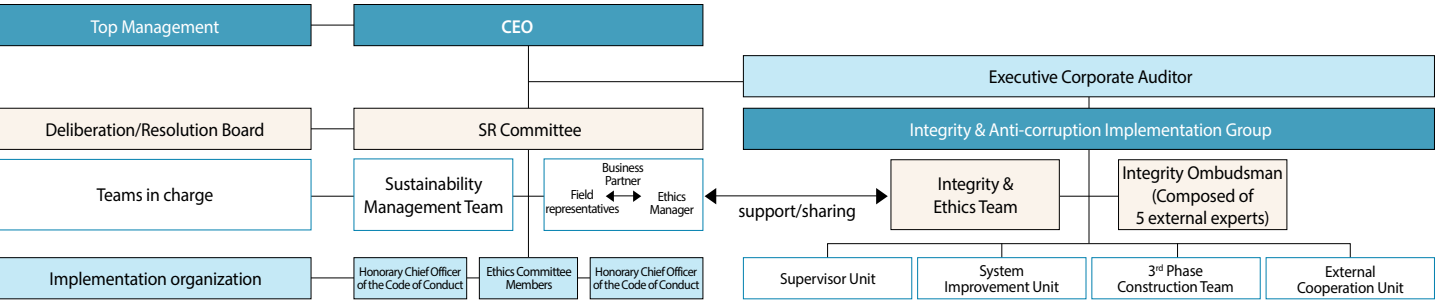 Top Management
CEO
Executive Corporate Auditor
Deliberation/Resolution Board
SR Committee
Integrity & Anti-corruption Implementation Group
Teams in charge
Sustainability
Management Team
Business
Partner
Field
representatives
Ethics
Manager
support/sharing
Integrity &
Ethics Team
Integrity Ombudsman
(Composed of
5 external experts)
Implementation organization
Honorary Chief Officer
of the Code of Conduct
Ethics Committee
Members
Honorary Chief Officer
of the Code of Conduct
Supervisor Unit
System
Improvement Unit
3rd Phase
Construction Team
External
Cooperation Unit